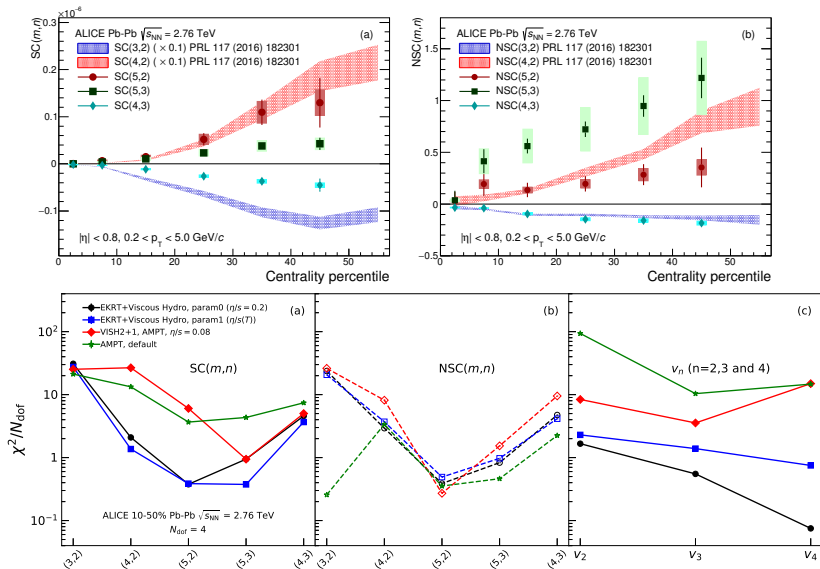 ×10⁻⁶
SC(m,n)
0.3
0.2
0.1
0
−0.1
ALICE Pb-Pb √sNN = 2.76 TeV
(a)
SC(3,2) (×0.1) PRL 117 (2016) 182301
SC(4,2) (×0.1) PRL 117 (2016) 182301
SC(5,2)
SC(5,3)
SC(4,3)
|η| < 0.8, 0.2 < pT < 5.0 GeV/c
0 10 20 30 40 50
Centrality percentile
NSC(m,n)
1.5
1
0.5
0
−0.5
ALICE Pb-Pb √sNN = 2.76 TeV
(b)
NSC(3,2) PRL 117 (2016) 182301
NSC(4,2) PRL 117 (2016) 182301
NSC(5,2)
NSC(5,3)
NSC(4,3)
|η| < 0.8, 0.2 < pT < 5.0 GeV/c
0 10 20 30 40 50
Centrality percentile
χ²/Ndof
10²
10
1
10⁻¹
EKRT+Viscous Hydro, param0 (η/s = 0.2)
EKRT+Viscous Hydro, param1 (η/s(T))
VISH2+1, AMPT, η/s = 0.08
AMPT, default
(a)
SC(m,n)
ALICE 10-50% Pb-Pb √sNN = 2.76 TeV
Ndof = 4
(3,2) (4,2) (5,2) (5,3) (4,3)
(b)
NSC(m,n)
(3,2) (4,2) (5,2) (5,3) (4,3)
(c)
vn (n=2,3 and 4)
v2 v3 v4